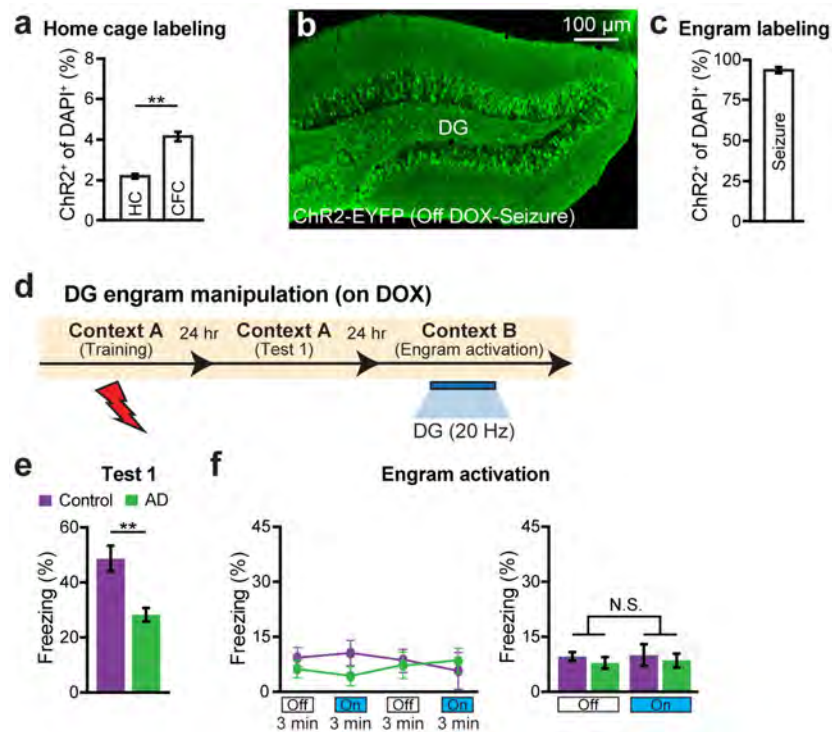 a Home cage labeling
ChR2⁺ of DAPI⁺ (%)
8
6
4
2
0
**
HC
CFC
b
100 µm
DG
ChR2-EYFP (Off DOX-Seizure)
c Engram labeling
ChR2⁺ of DAPI⁺ (%)
100
75
50
25
0
Seizure
d DG engram manipulation (on DOX)
Context A 24 hr Context A 24 hr Context B
(Training) (Test 1) (Engram activation)
DG (20 Hz)
e Test 1
Control AD
**
Freezing (%)
60
40
20
0
f Engram activation
Freezing (%)
45
30
15
0
Off On Off On
3 min 3 min 3 min 3 min
Freezing (%)
45
30
15
0
N.S.
Off On